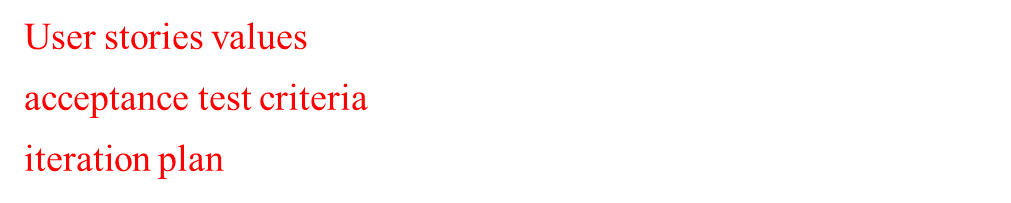 User stories values
acceptance test criteria
iteration plan